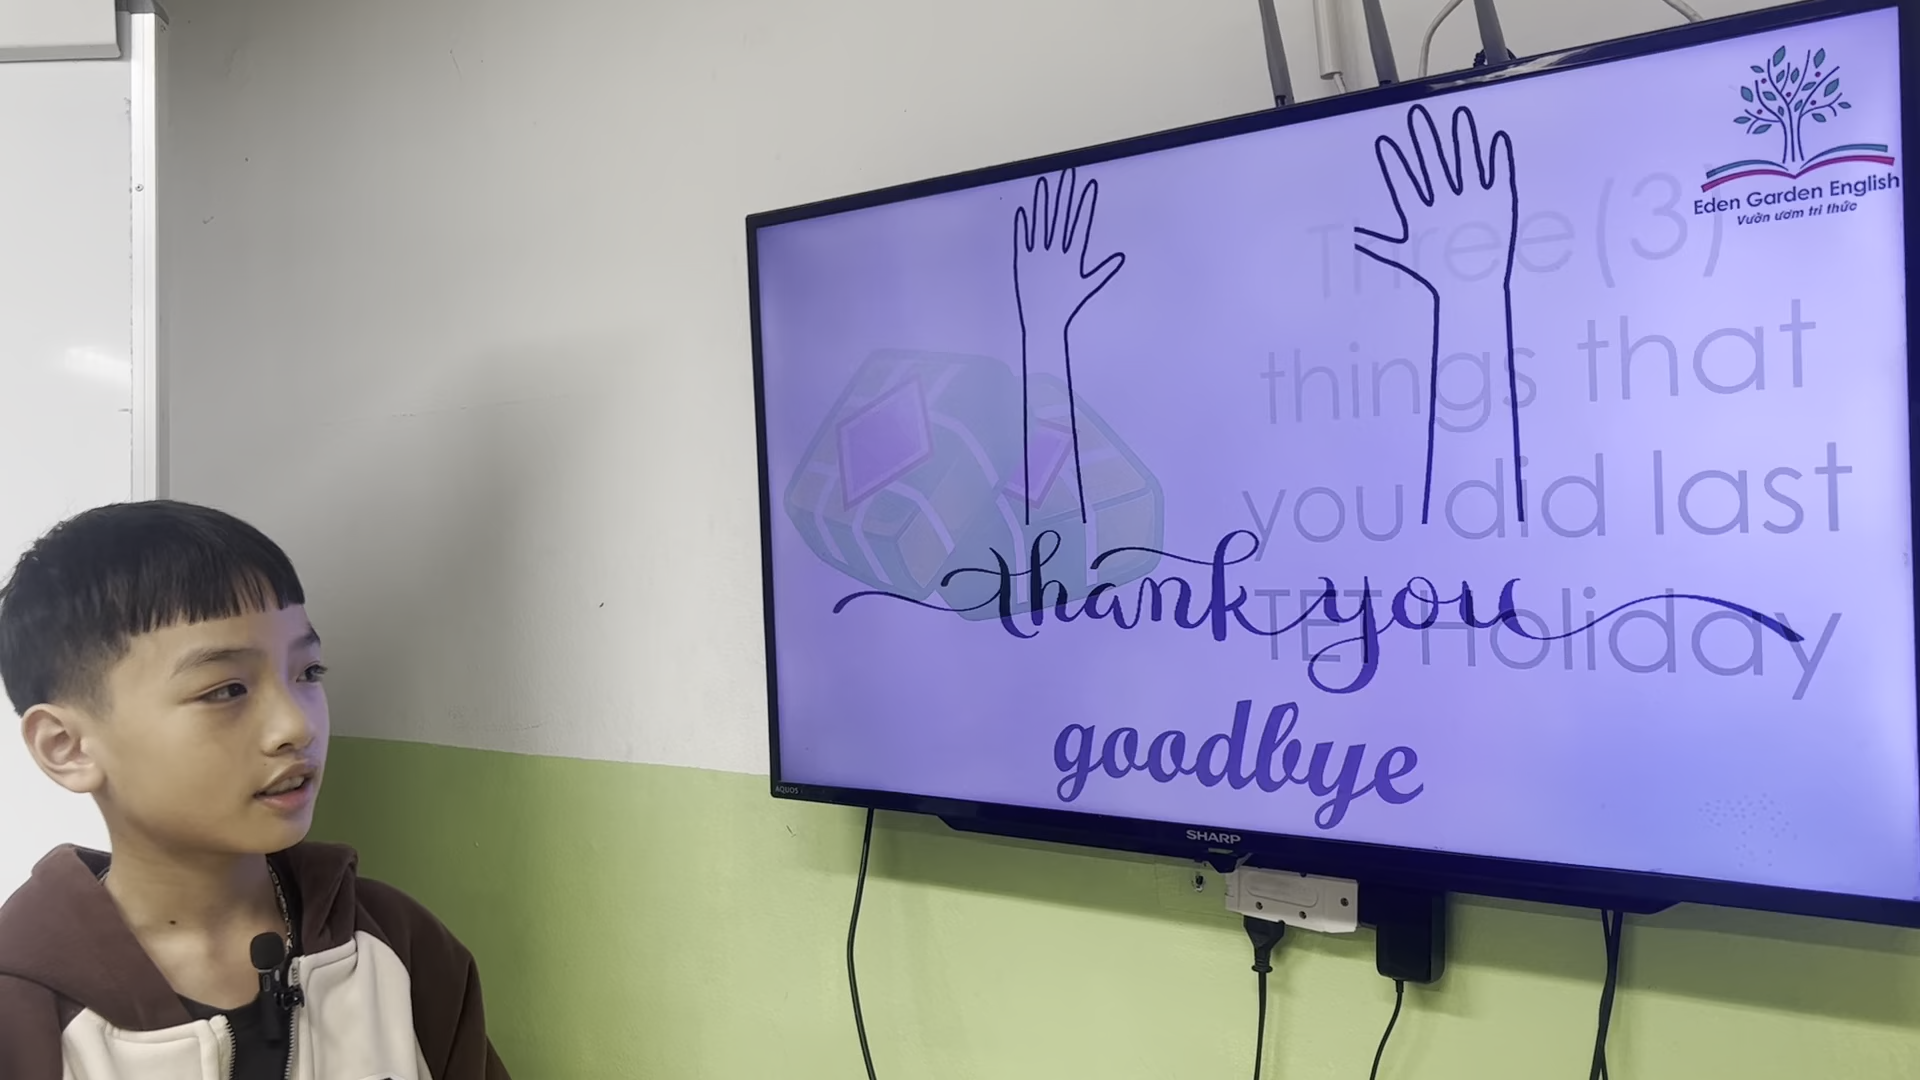 Eden Garden English
Vườn ươm tri thức
Three (3)
things that
you did last
TET Holiday
thank you
goodbye
AQUOS
SHARP